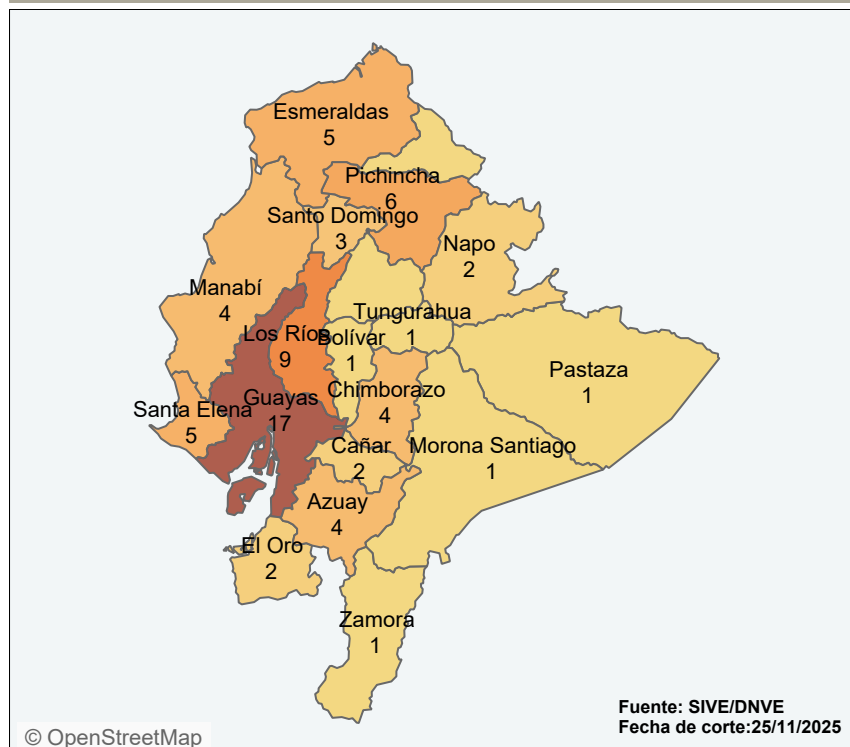 Esmeraldas
5
Pichincha
6
Santo Domingo
3
Napo
2
Manabí
4
Tungurahua
1
Los Ríos
9
Bolívar
1
Pastaza
1
Chimborazo
4
Guayas
17
Santa Elena
5
Cañar
2
Morona Santiago
1
Azuay
4
El Oro
2
Zamora
1
Fuente: SIVE/DNVE
Fecha de corte:25/11/2025
© OpenStreetMap